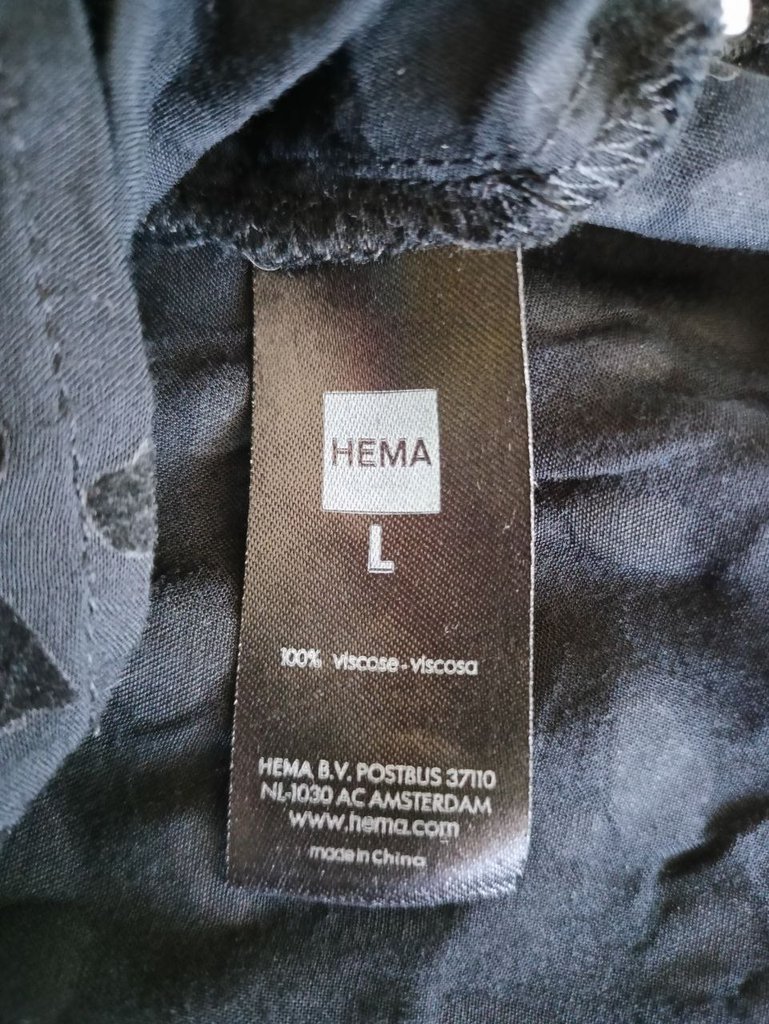 HEMA
L
100% viscose - viscosa
HEMA B.V. POSTBUS 37110
NL-1030 AC AMSTERDAM
www.hema.com
made in China